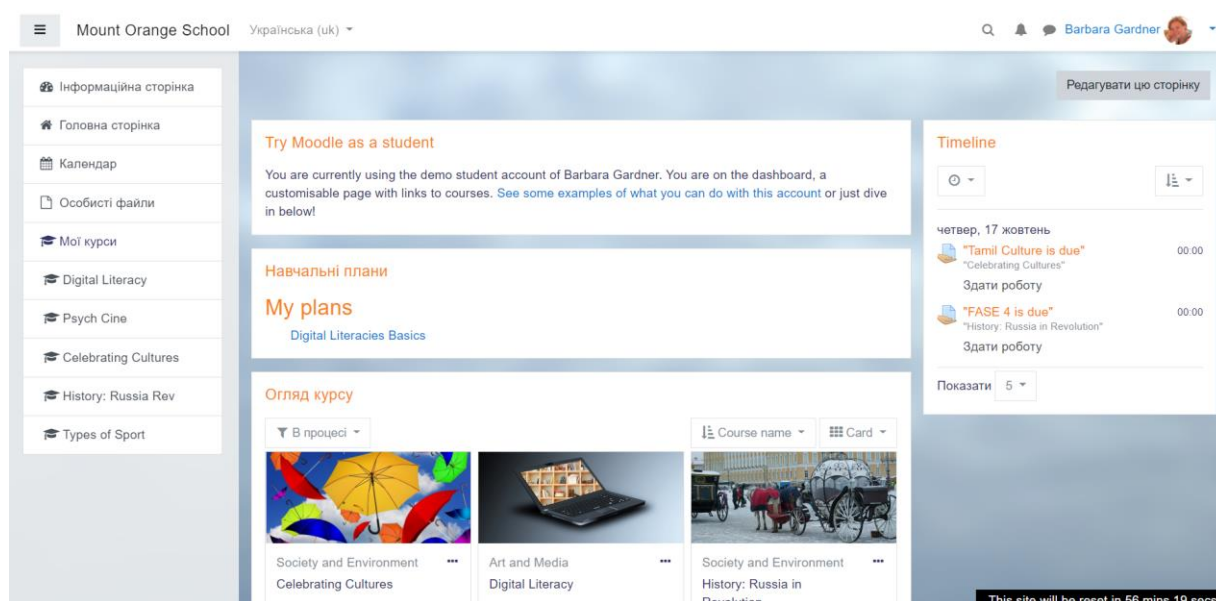 Mount Orange School Українська (uk) Barbara Gardner
Інформаційна сторінка
Головна сторінка
Календар
Особисті файли
Мої курси
Digital Literacy
Psych Cine
Celebrating Cultures
History: Russia Rev
Types of Sport
Редагувати цю сторінку
Try Moodle as a student
You are currently using the demo student account of Barbara Gardner. You are on the dashboard, a
customisable page with links to courses. See some examples of what you can do with this account or just dive
in below!
Навчальні плани
My plans
Digital Literacies Basics
Огляд курсу
В процесі Course name Card
Society and Environment
Celebrating Cultures
Art and Media
Digital Literacy
Society and Environment
History: Russia in
Revolution
Timeline
четвер, 17 жовтень
"Tamil Culture is due" 00:00
"Celebrating Cultures"
Здати роботу
"FASE 4 is due" 00:00
"History: Russia in Revolution"
Здати роботу
Показати 5
This site will be reset in 56 mins 19 secs